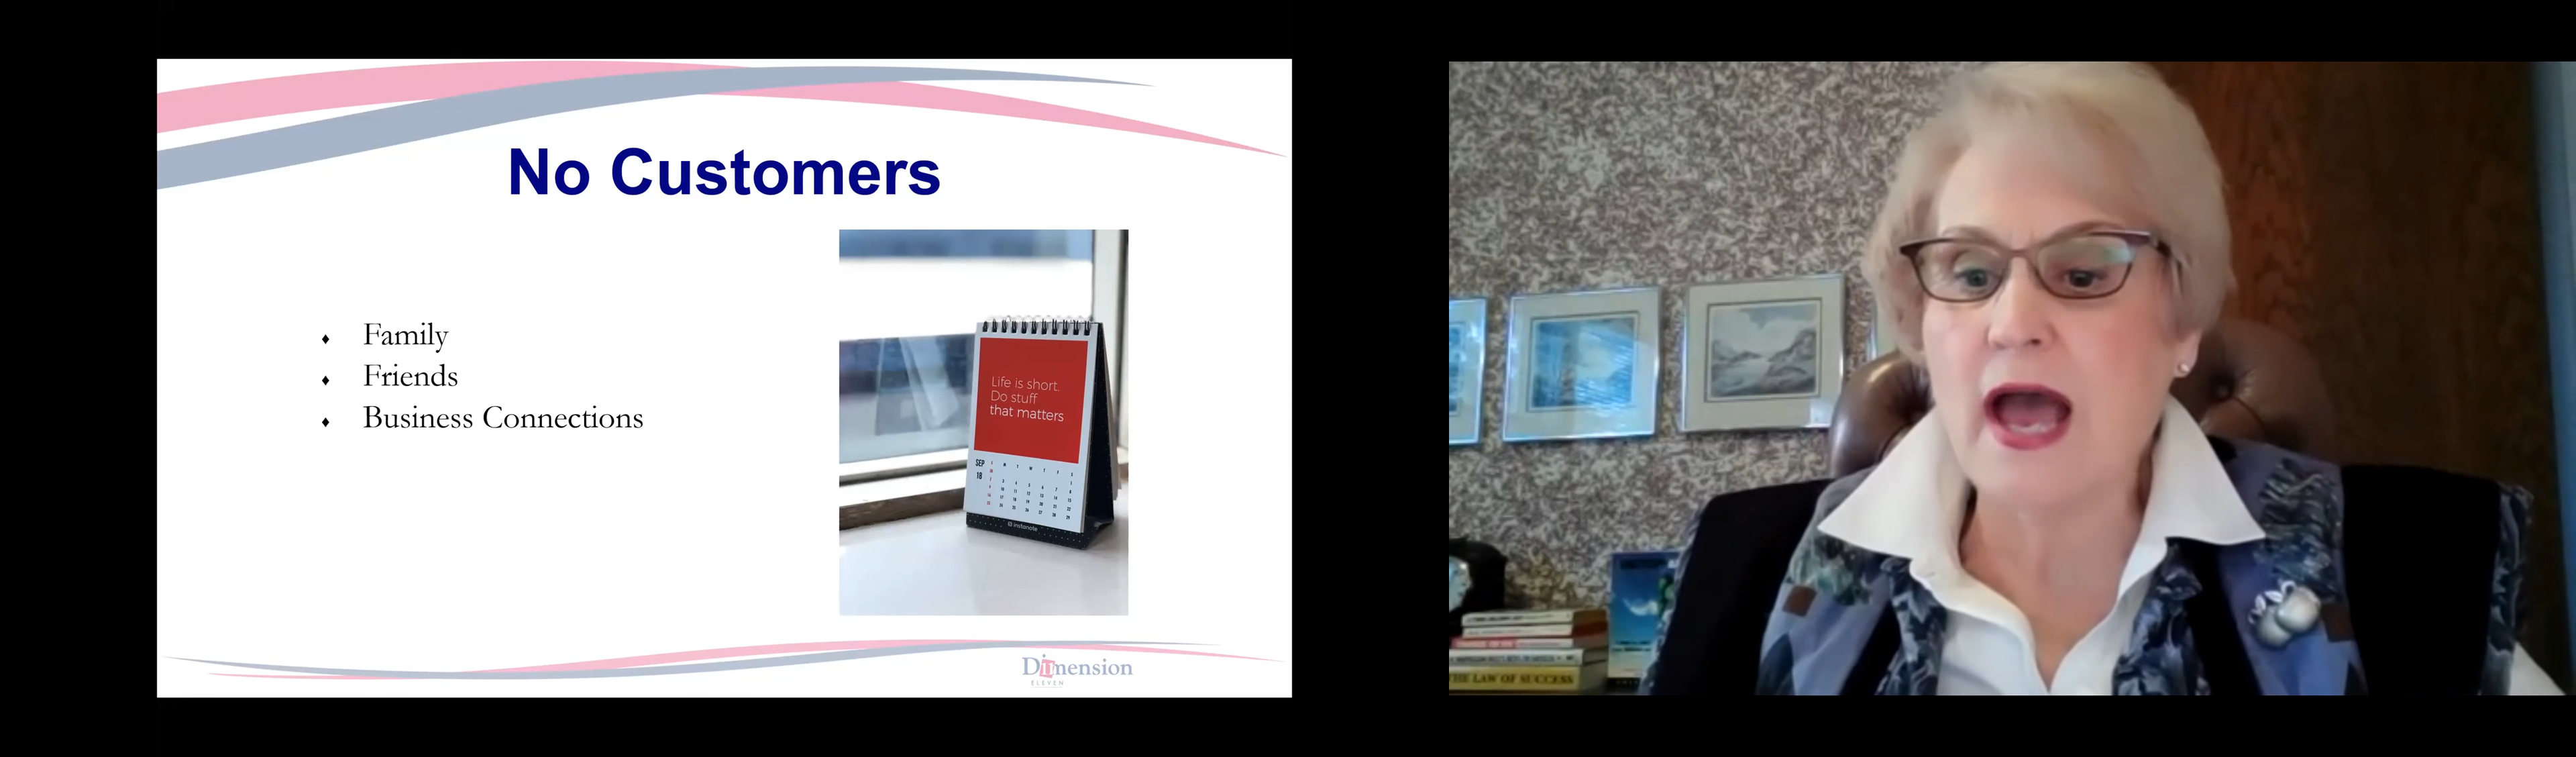 No Customers
Family
Friends
Business Connections
Life is short.
Do stuff
that matters
SEP
18
Dimension
ELEVEN
THE LAW OF SUCCESS